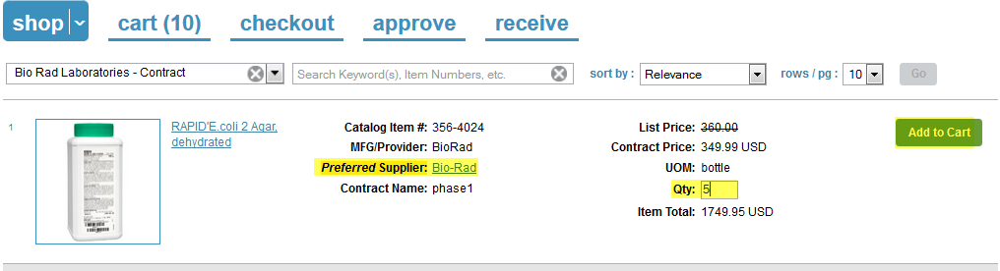 shop
cart (10)
checkout
approve
receive
Bio Rad Laboratories - Contract
Search Keyword(s), Item Numbers, etc.
sort by :
Relevance
rows / pg :
10
Go
1
RAPID'E.coli 2 Agar,
dehydrated
Catalog Item #: 356-4024
MFG/Provider: BioRad
Preferred Supplier: Bio-Rad
Contract Name: phase1
List Price: 360.00
Contract Price: 349.99 USD
UOM: bottle
Qty: 5
Item Total: 1749.95 USD
Add to Cart